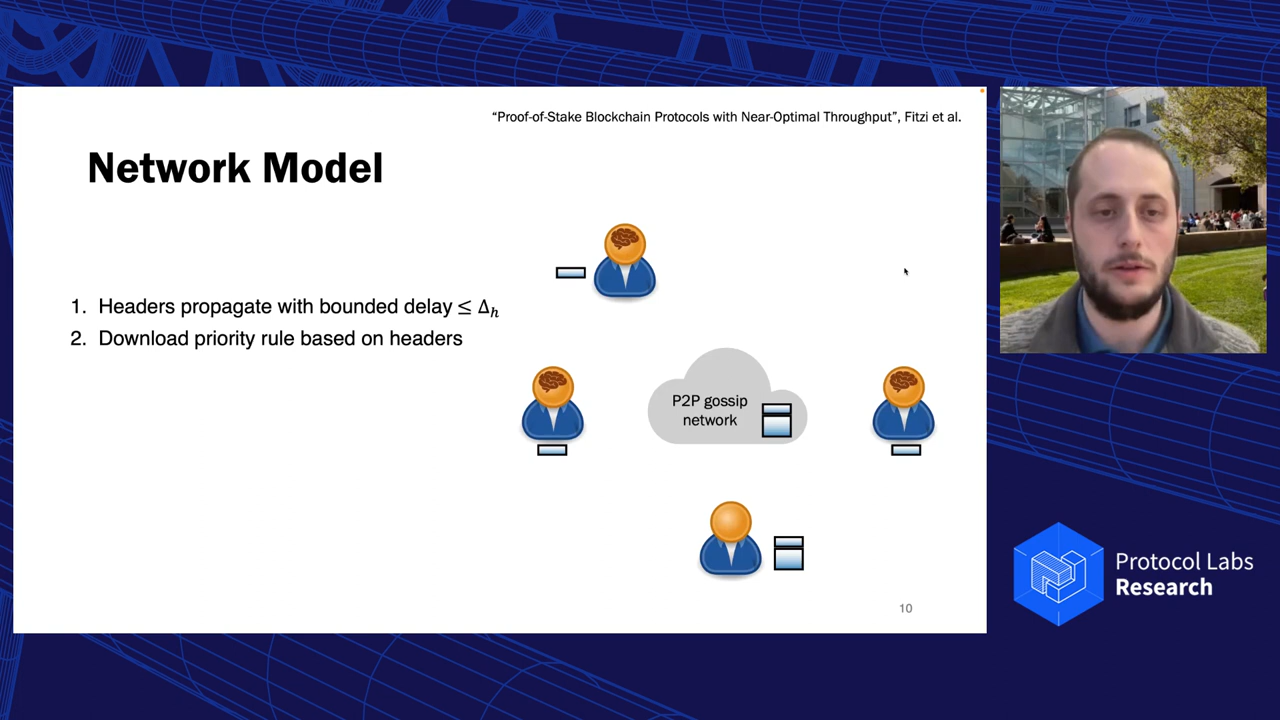 “Proof-of-Stake Blockchain Protocols with Near-Optimal Throughput”, Fitzi et al.
Network Model
1. Headers propagate with bounded delay ≤ Δₕ
2. Download priority rule based on headers
P2P gossip
network
10
Protocol Labs
Research